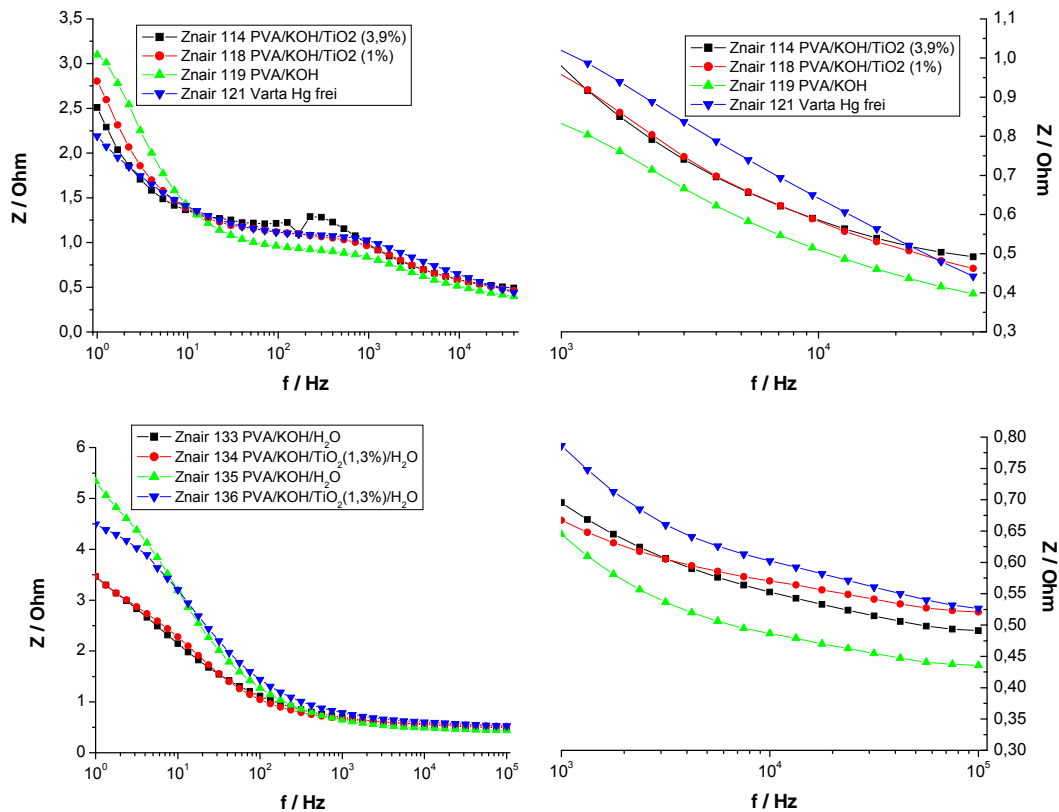 Znair 114 PVA/KOH/TiO2 (3,9%)
Znair 118 PVA/KOH/TiO2 (1%)
Znair 119 PVA/KOH
Znair 121 Varta Hg frei
3,5
3,0
2,5
2,0
1,5
1,0
0,5
0,0
Z / Ohm
10⁰ 10¹ 10² 10³ 10⁴
f / Hz
Znair 114 PVA/KOH/TiO2 (3,9%)
Znair 118 PVA/KOH/TiO2 (1%)
Znair 119 PVA/KOH
Znair 121 Varta Hg frei
1,1
1,0
0,9
0,8
0,7
0,6
0,5
0,4
0,3
Z / Ohm
10³ 10⁴
f / Hz
Znair 133 PVA/KOH/H₂O
Znair 134 PVA/KOH/TiO₂(1,3%)/H₂O
Znair 135 PVA/KOH/H₂O
Znair 136 PVA/KOH/TiO₂(1,3%)/H₂O
6
5
4
3
2
1
0
Z / Ohm
10⁰ 10¹ 10² 10³ 10⁴ 10⁵
f / Hz
0,80
0,75
0,70
0,65
0,60
0,55
0,50
0,45
0,40
0,35
0,30
Z / Ohm
10³ 10⁴ 10⁵
f / Hz